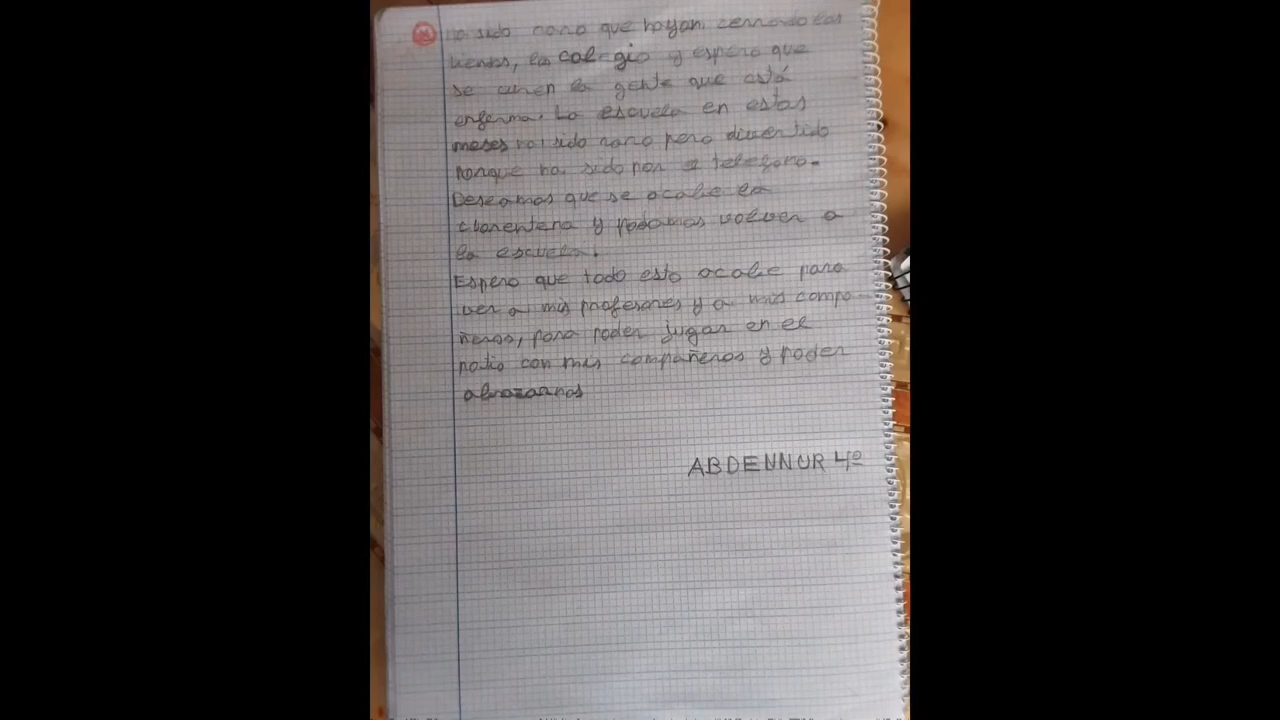 ha sido raro que hayan cerrado las
tiendas, los colegio y espero que
se curen la gente que está
enferma. La escuela en estos
meses ha sido raro pero divertido
porque ha sido por telefono.
Deseamos que se acabe la
cuarentena y podamos volver a
la escuela.
Espero que todo esto acabe para
ver a mis profesores y a mis compa-
ñeros, para poder jugar en el
patio con mis compañeros y poder
abrazarnos
ABDENNUR 4º